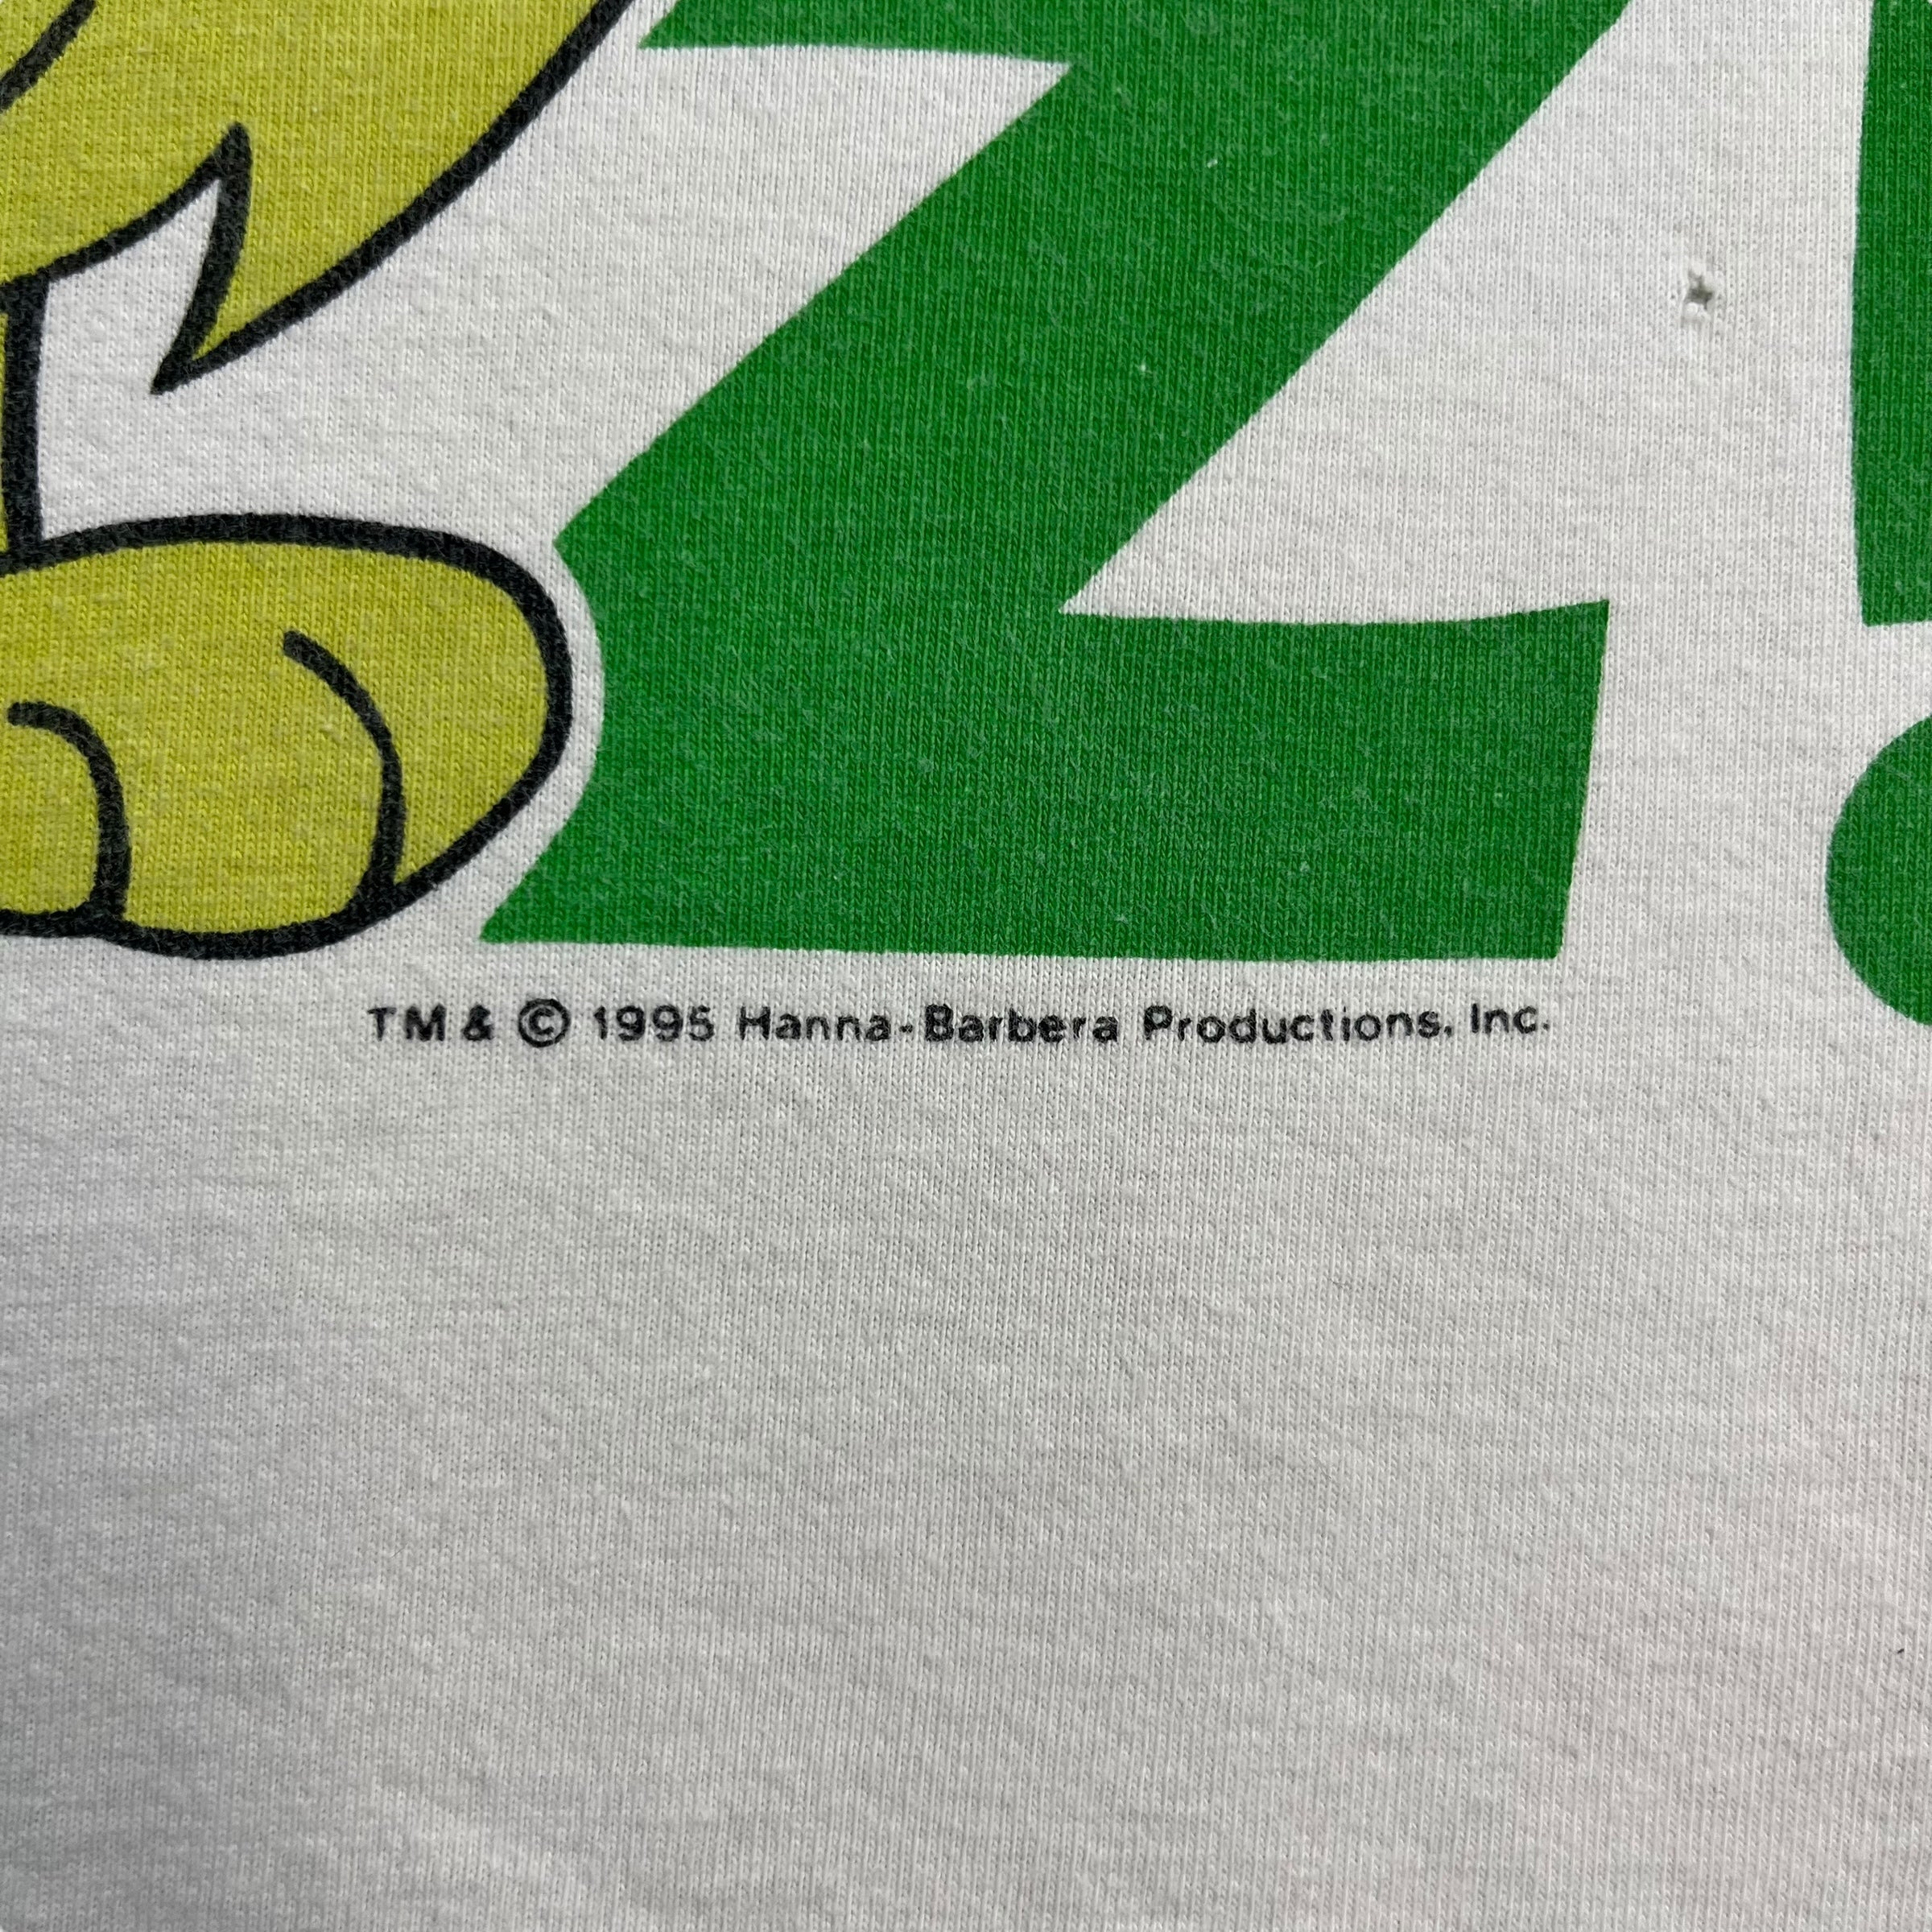 Z!
TM & © 1995 Hanna-Barbera Productions, Inc.